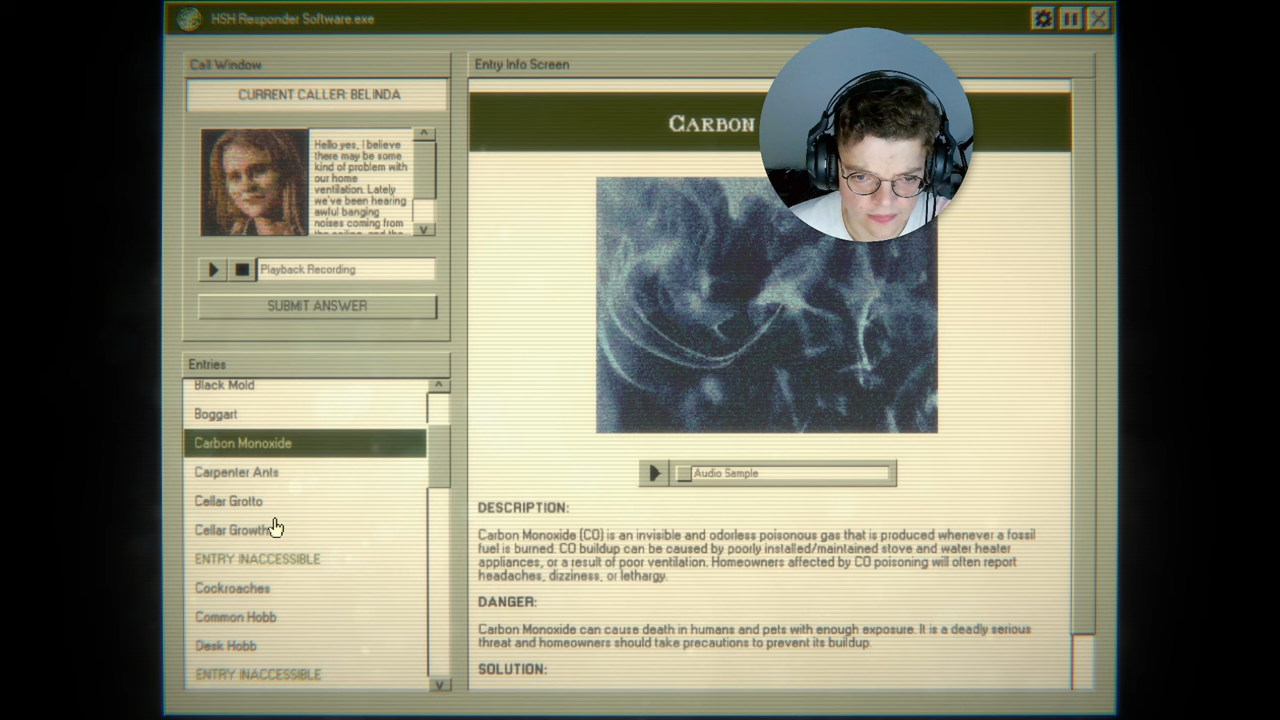 HSH Responder Software.exe
Call Window
CURRENT CALLER: BELINDA
Hello yes, I believe
there may be some
kind of problem with
our home
ventilation. Lately
we've been hearing
awful banging
noises coming from
the ceiling, and the
Playback Recording
SUBMIT ANSWER
Entries
Black Mold
Boggart
Carbon Monoxide
Carpenter Ants
Cellar Grotto
Cellar Growth
ENTRY INACCESSIBLE
Cockroaches
Common Hobb
Desk Hobb
ENTRY INACCESSIBLE
Entry Info Screen
CARBON
Audio Sample
DESCRIPTION:
Carbon Monoxide (CO) is an invisible and odorless poisonous gas that is produced whenever a fossil
fuel is burned. CO buildup can be caused by poorly installed/maintained stove and water heater
appliances, or a result of poor ventilation. Homeowners affected by CO poisoning will often report
headaches, dizziness, or lethargy.
DANGER:
Carbon Monoxide can cause death in humans and pets with enough exposure. It is a deadly serious
threat and homeowners should take precautions to prevent its buildup.
SOLUTION: